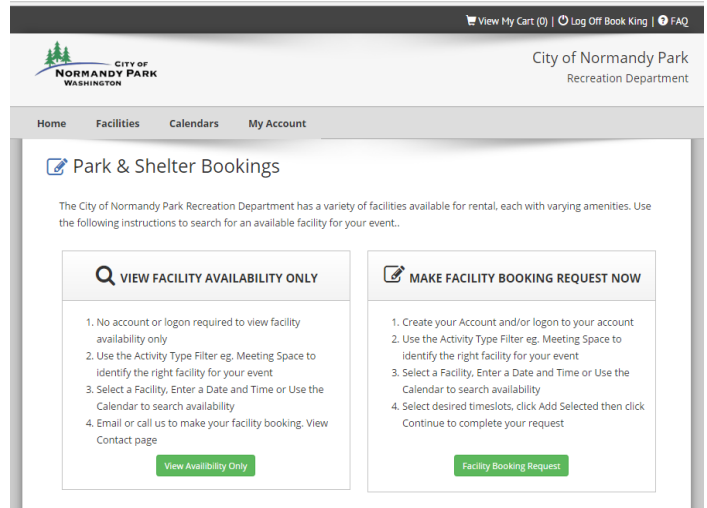 View My Cart (0) | Log Off Book King | FAQ
CITY OF
NORMANDY PARK
WASHINGTON
City of Normandy Park
Recreation Department
Home Facilities Calendars My Account
Park & Shelter Bookings
The City of Normandy Park Recreation Department has a variety of facilities available for rental, each with varying amenities. Use
the following instructions to search for an available facility for your event..
VIEW FACILITY AVAILABILITY ONLY
1. No account or logon required to view facility
availability only
2. Use the Activity Type Filter eg. Meeting Space to
identify the right facility for your event
3. Select a Facility, Enter a Date and Time or Use the
Calendar to search availability
4. Email or call us to make your facility booking. View
Contact page
View Availibility Only
MAKE FACILITY BOOKING REQUEST NOW
1. Create your Account and/or logon to your account
2. Use the Activity Type Filter eg. Meeting Space to
identify the right facility for your event
3. Select a Facility, Enter a Date and Time or Use the
Calendar to search availability
4. Select desired timeslots, click Add Selected then click
Continue to complete your request
Facility Booking Request